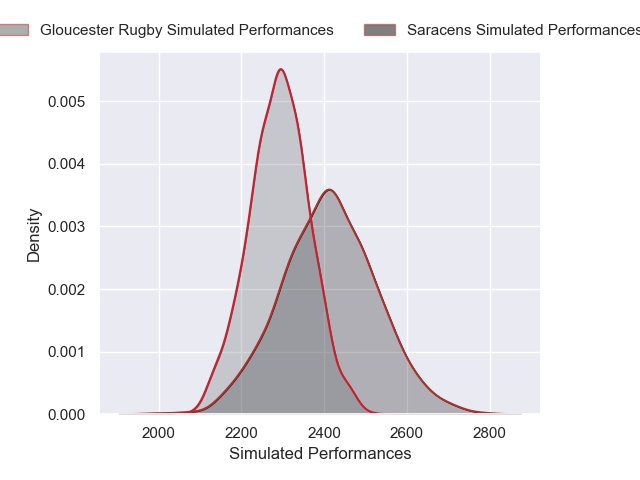 Gloucester Rugby Simulated Performances
Saracens Simulated Performances
0.005
0.004
0.003
0.002
0.001
0.000
Density
2000 2200 2400 2600 2800
Simulated Performances